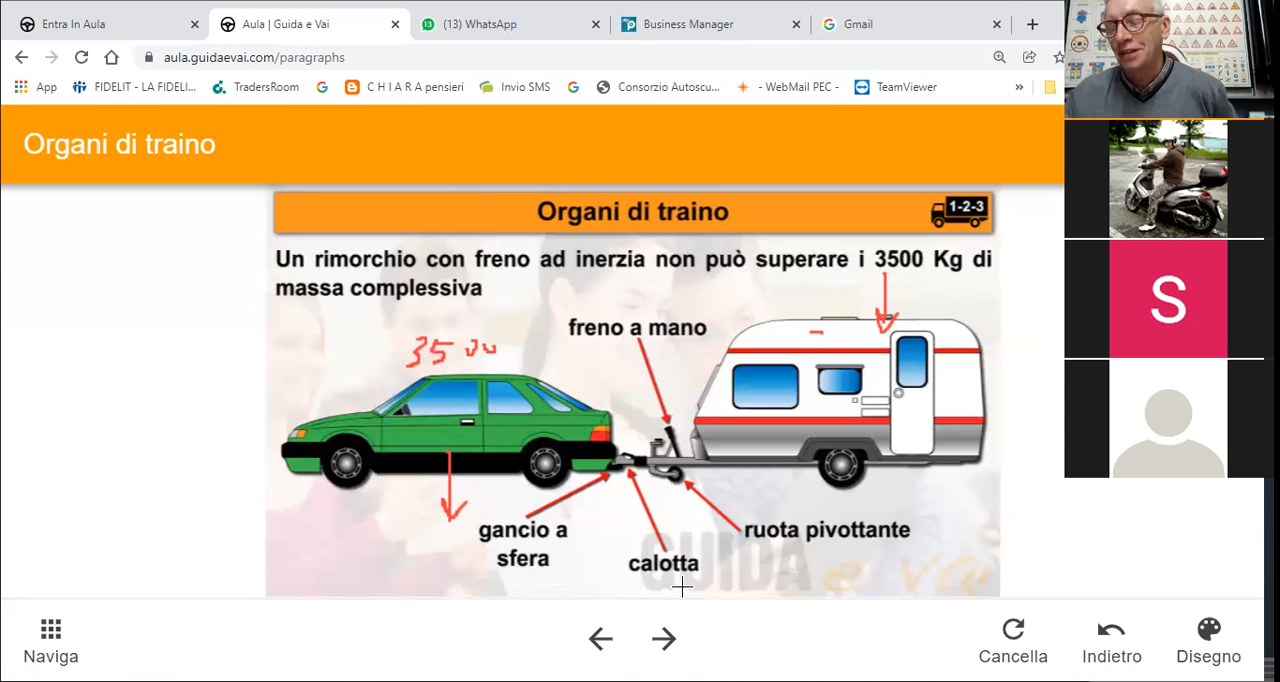 Entra In Aula
Aula | Guida e Vai
(13) WhatsApp
Business Manager
Gmail
aula.guidaevai.com/paragraphs
App
FIDELIT - LA FIDELI...
TradersRoom
C H I A R A pensieri
Invio SMS
Consorzio Autoscu...
- WebMail PEC -
TeamViewer
»
Organi di traino
Organi di traino
1-2-3
Un rimorchio con freno ad inerzia non può superare i 3500 Kg di
massa complessiva
freno a mano
3500
gancio a
sfera
calotta
ruota pivottante
GUIDA e vai
S
Naviga
Cancella
Indietro
Disegno